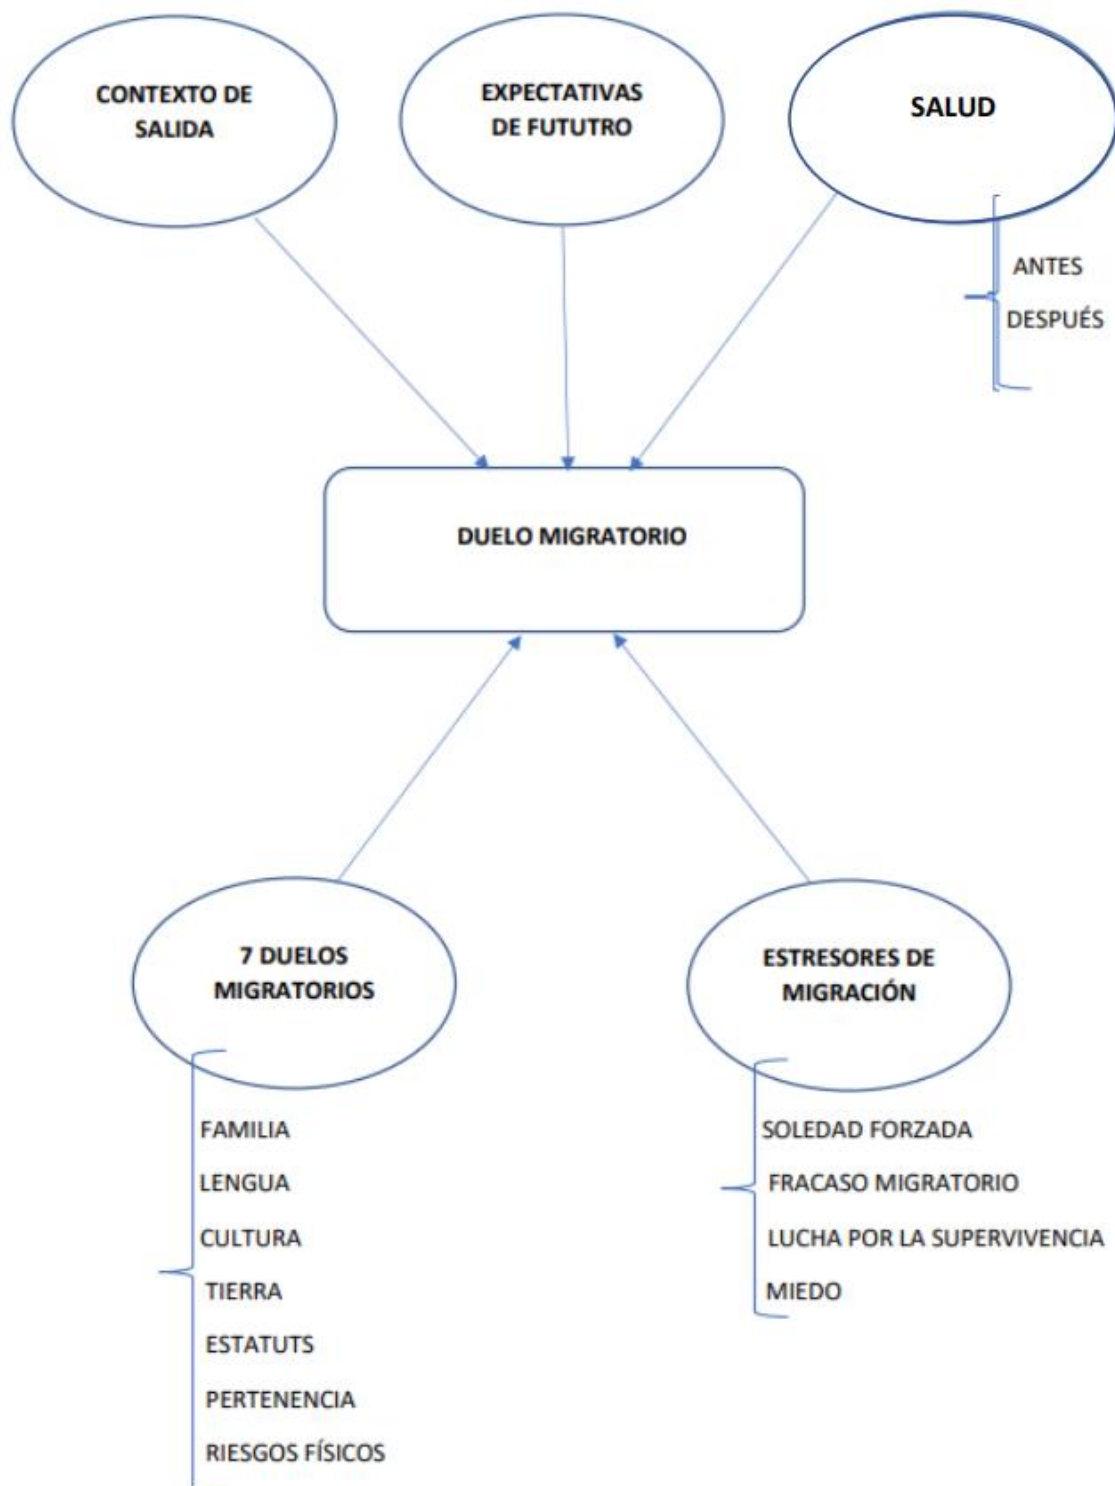 CONTEXTO DE
SALIDA
EXPECTATIVAS
DE FUTUTRO
SALUD
ANTES
DESPUÉS
DUELO MIGRATORIO
7 DUELOS
MIGRATORIOS
FAMILIA
LENGUA
CULTURA
TIERRA
ESTATUTS
PERTENENCIA
RIESGOS FÍSICOS
ESTRESORES DE
MIGRACIÓN
SOLEDAD FORZADA
FRACASO MIGRATORIO
LUCHA POR LA SUPERVIVENCIA
MIEDO